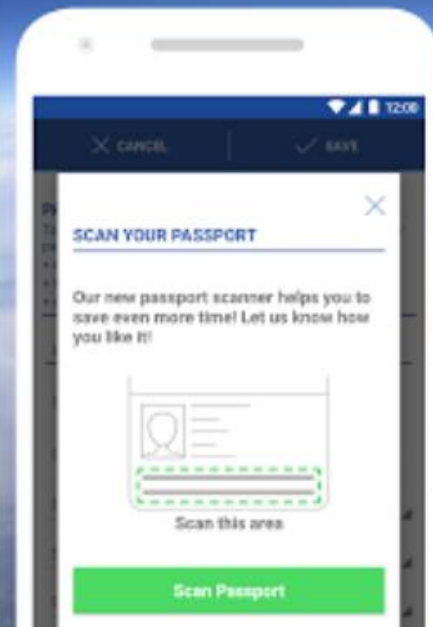 12:00
CANCEL
SAVE
SCAN YOUR PASSPORT
Our new passport scanner helps you to
save even more time! Let us know how
you like it!
Scan this area
Scan Passport